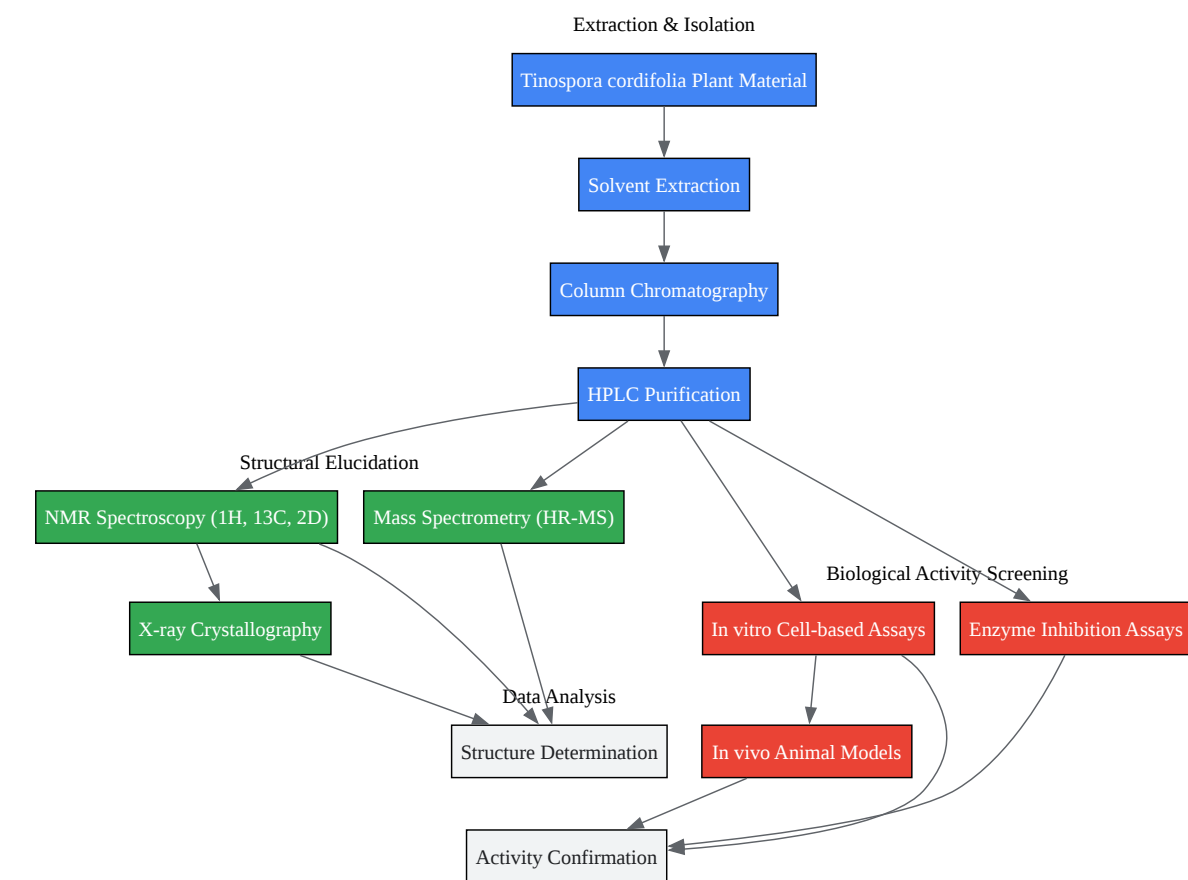 Extraction & Isolation
Tinospora cordifolia Plant Material
Solvent Extraction
Column Chromatography
HPLC Purification
Structural Elucidation
NMR Spectroscopy (1H, 13C, 2D)
Mass Spectrometry (HR-MS)
Biological Activity Screening
X-ray Crystallography
In vitro Cell-based Assays
Enzyme Inhibition Assays
Data Analysis
Structure Determination
In vivo Animal Models
Activity Confirmation